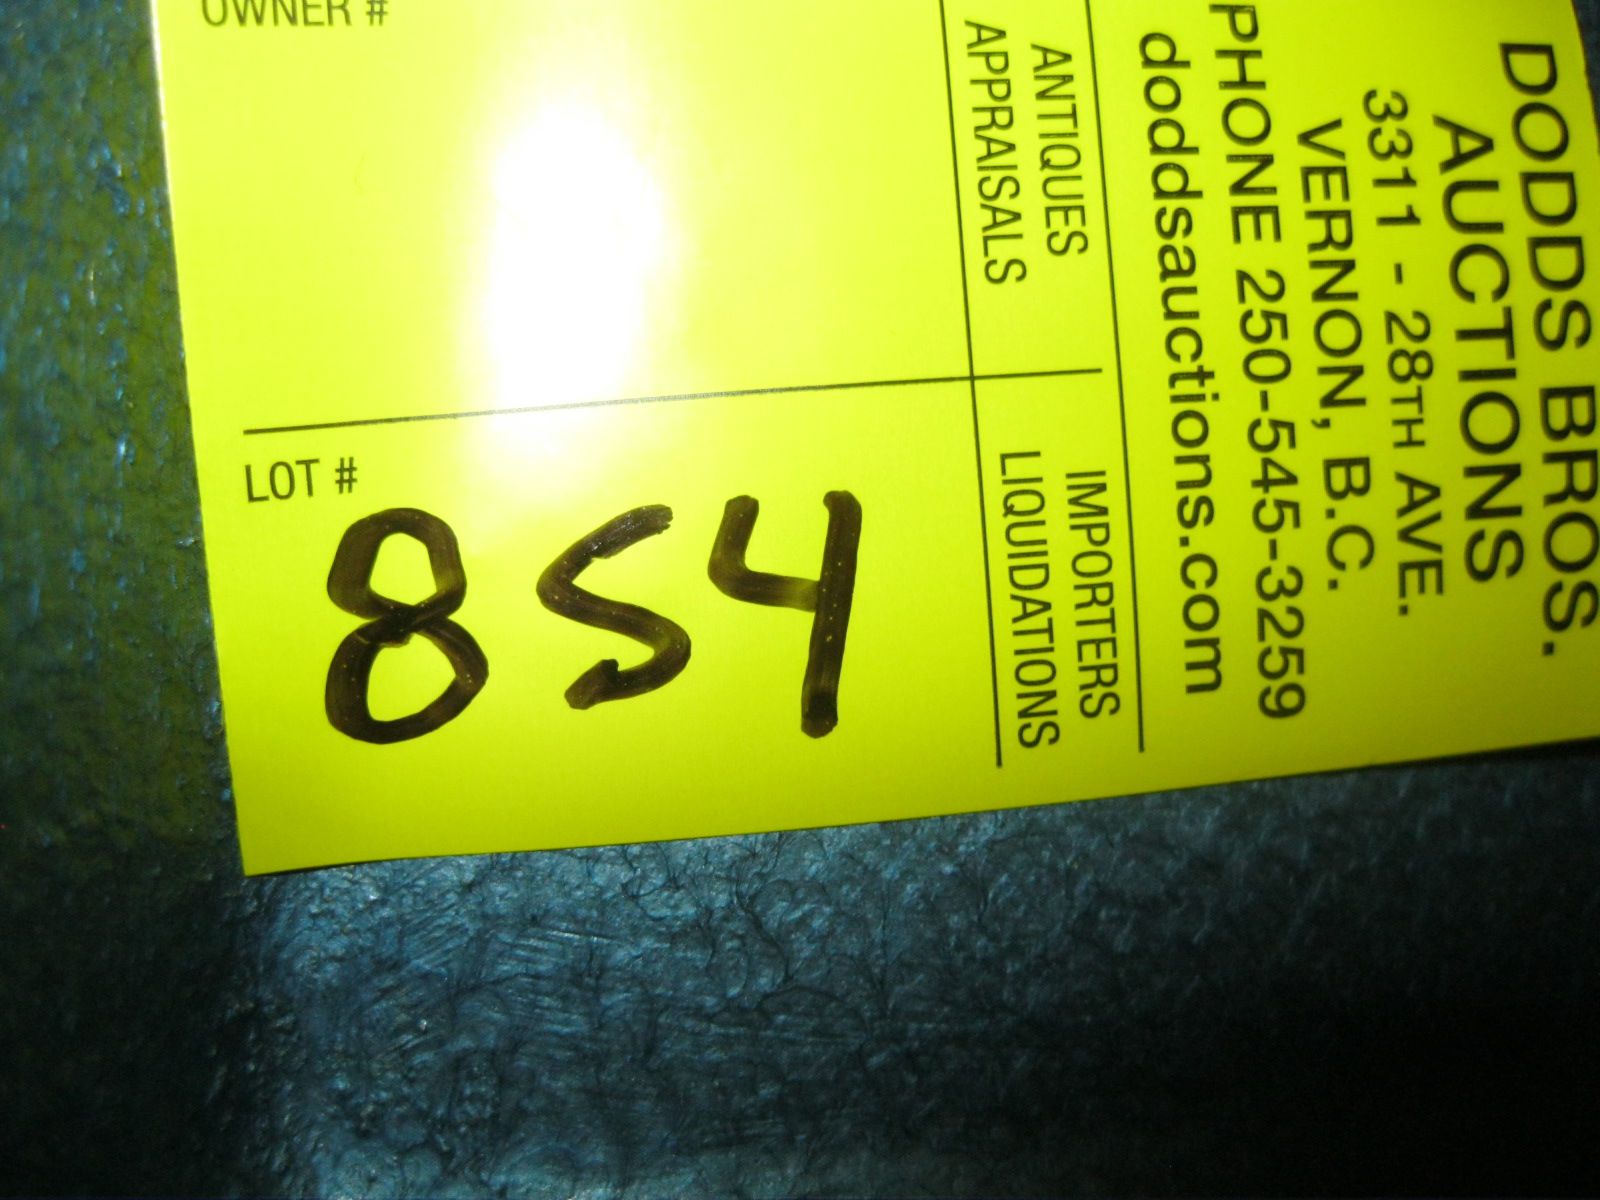 DODDS BROS.
AUCTIONS
3311 - 28TH AVE.
VERNON, B.C.
PHONE 250-545-3259
doddsauctions.com
ANTIQUES
APPRAISALS
IMPORTERS
LIQUIDATIONS
OWNER #
LOT #
854